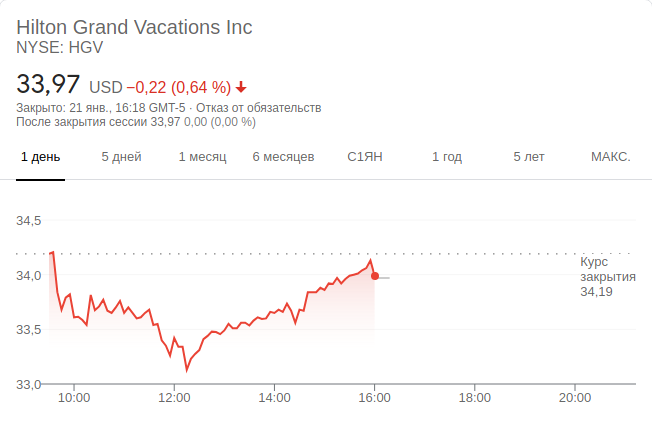 Hilton Grand Vacations Inc
NYSE: HGV
33,97 USD −0,22 (0,64 %)
Закрыто: 21 янв., 16:18 GMT-5 · Отказ от обязательств
После закрытия сессии 33,97 0,00 (0,00 %)
1 день 5 дней 1 месяц 6 месяцев С1ЯН 1 год 5 лет МАКС.
34,5
34,0
33,5
33,0
Курс
закрытия
34,19
10:00 12:00 14:00 16:00 18:00 20:00